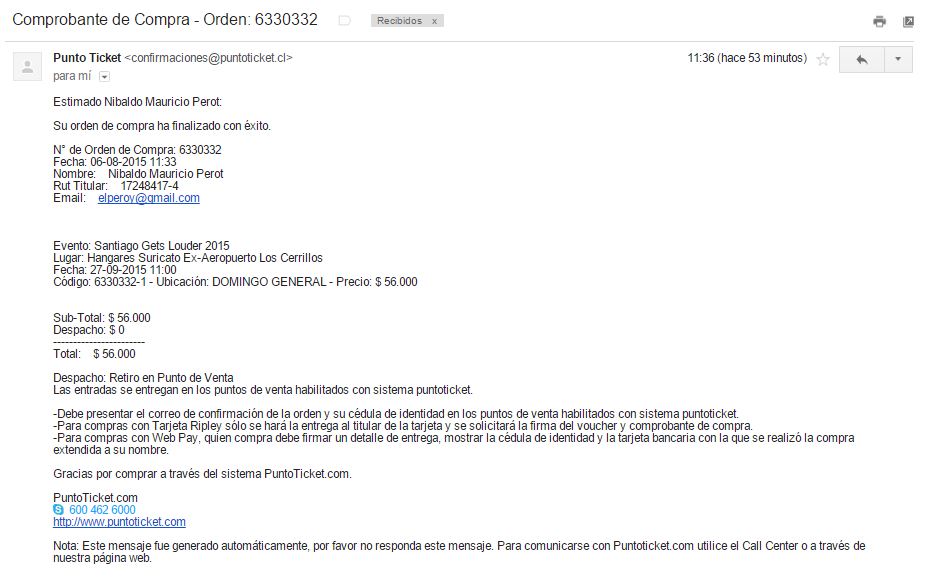 Comprobante de Compra - Orden: 6330332
Recibidos x
Punto Ticket <confirmaciones@puntoticket.cl>
11:36 (hace 53 minutos)
para mí
Estimado Nibaldo Mauricio Perot:
Su orden de compra ha finalizado con éxito.
N° de Orden de Compra: 6330332
Fecha: 06-08-2015 11:33
Nombre: Nibaldo Mauricio Perot
Rut Titular: 17248417-4
Email: elperov@gmail.com
Evento: Santiago Gets Louder 2015
Lugar: Hangares Suricato Ex-Aeropuerto Los Cerrillos
Fecha: 27-09-2015 11:00
Código: 6330332-1 - Ubicación: DOMINGO GENERAL - Precio: $ 56.000
Sub-Total: $ 56.000
Despacho: $ 0
-----------------------
Total: $ 56.000
Despacho: Retiro en Punto de Venta
Las entradas se entregan en los puntos de venta habilitados con sistema puntoticket.
-Debe presentar el correo de confirmación de la orden y su cédula de identidad en los puntos de venta habilitados con sistema puntoticket.
-Para compras con Tarjeta Ripley sólo se hará la entrega al titular de la tarjeta y se solicitará la firma del voucher y comprobante de compra.
-Para compras con Web Pay, quien compra debe firmar un detalle de entrega, mostrar la cédula de identidad y la tarjeta bancaria con la que se realizó la compra
extendida a su nombre.
Gracias por comprar a través del sistema PuntoTicket.com.
PuntoTicket.com
600 462 6000
http://www.puntoticket.com
Nota: Este mensaje fue generado automáticamente, por favor no responda este mensaje. Para comunicarse con Puntoticket.com utilice el Call Center o a través de
nuestra página web.